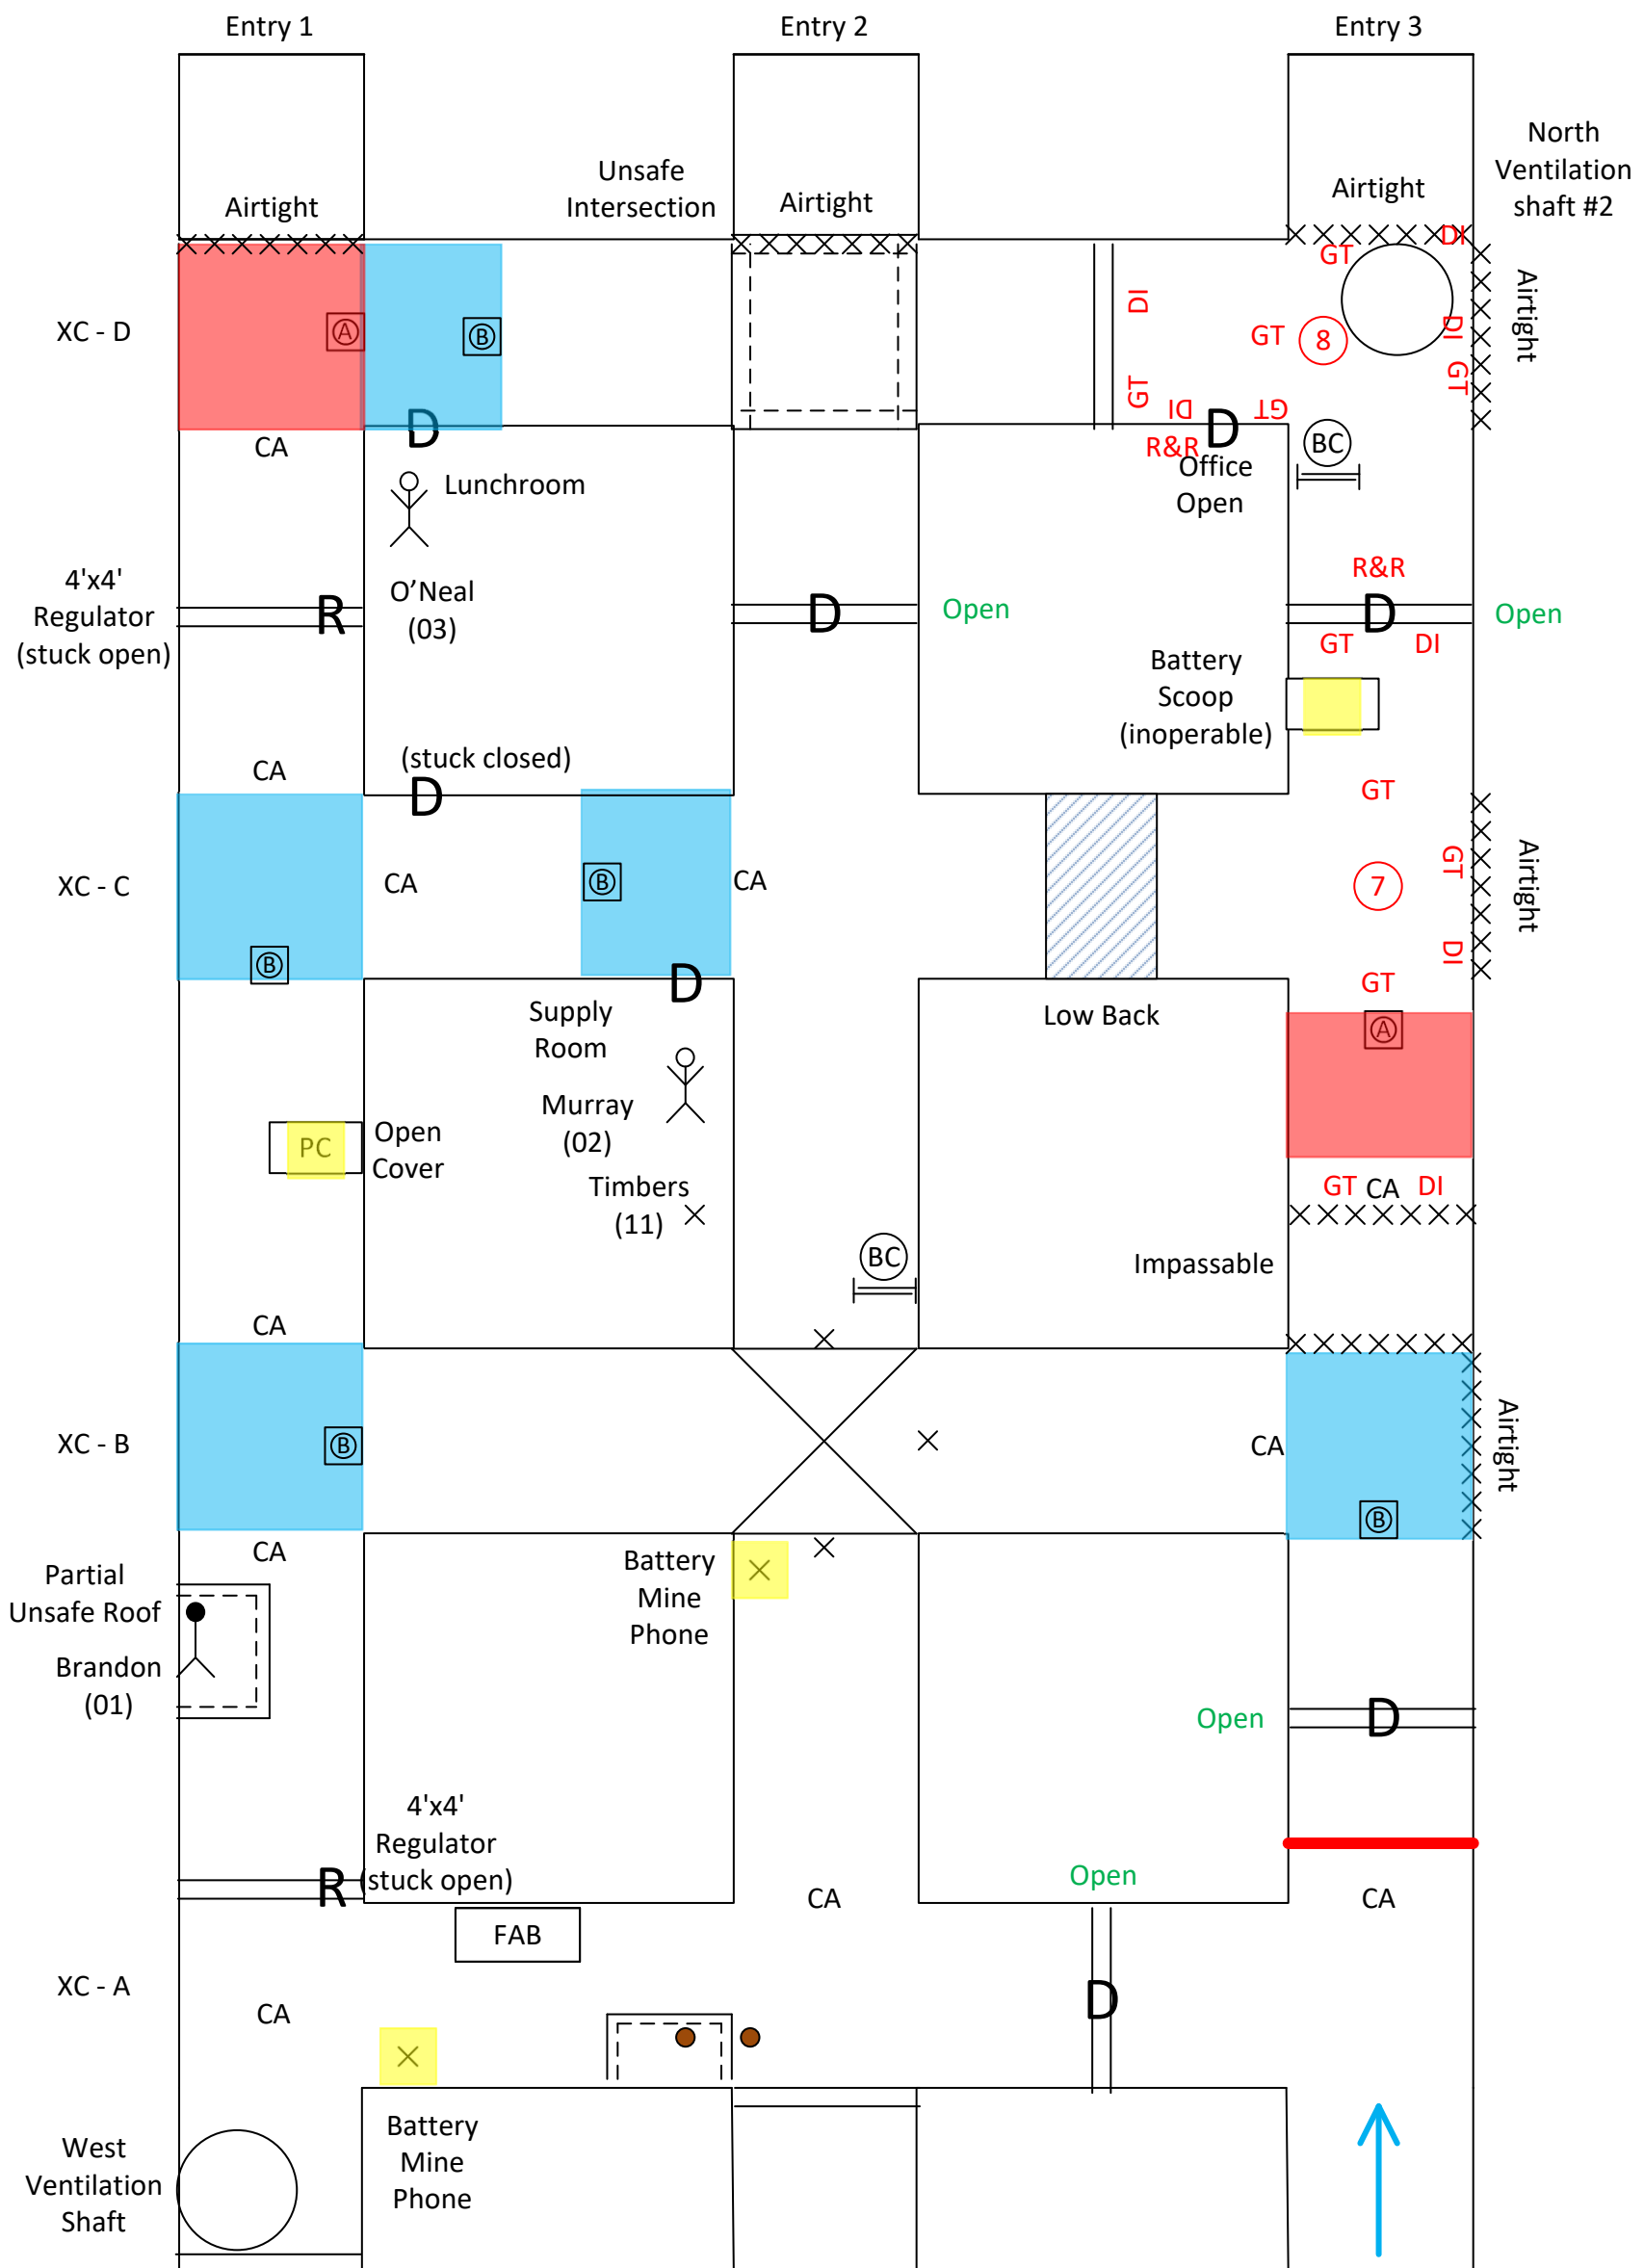 Entry 1
Entry 2
Entry 3
North
Ventilation
shaft #2
Unsafe
Intersection
Airtight
Airtight
Airtight
DI
GT
Airtight
XC - D
Ⓐ
Ⓑ
DI
GT
8
DI
GT
GT
DI
GT
CA
D
R&R
D
Office
Open
BC
Lunchroom
4'x4'
Regulator
(stuck open)
R
O’Neal
(03)
D
Open
R&R
D
Open
GT
DI
Battery
Scoop
(inoperable)
(stuck closed)
CA
D
GT
XC - C
CA
Ⓑ
CA
7
GT
DI
Airtight
Ⓑ
D
GT
Supply
Room
Low Back
Ⓐ
Murray
(02)
PC
Open
Cover
Timbers
(11)
GT
CA
DI
BC
Impassable
CA
XC - B
Ⓑ
CA
Airtight
Ⓑ
CA
Partial
Unsafe Roof
Battery
Mine
Phone
Brandon
(01)
Open
D
4'x4'
Regulator
(stuck open)
R
Open
CA
CA
FAB
XC - A
CA
D
West
Ventilation
Shaft
Battery
Mine
Phone